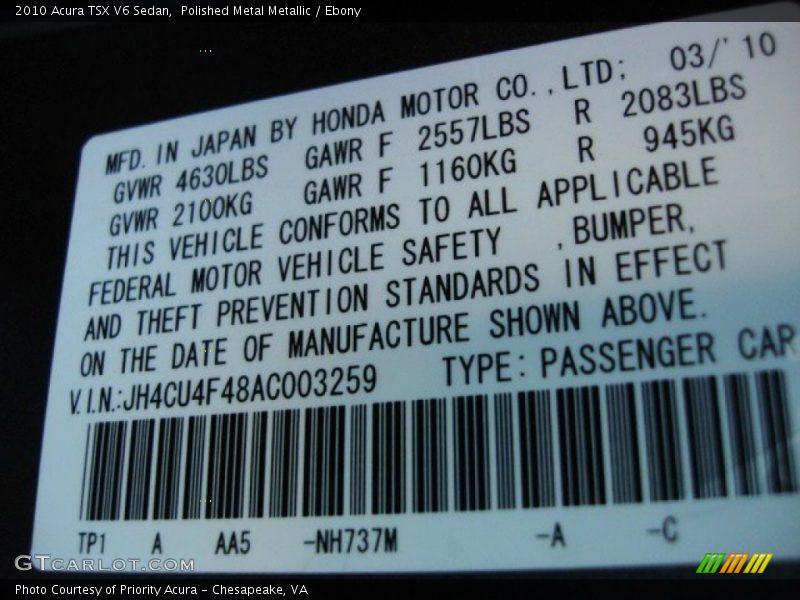 2010 Acura TSX V6 Sedan,  Polished Metal Metallic / Ebony
MFD. IN JAPAN BY HONDA MOTOR CO.,LTD; 03/'10
GVWR 4630LBS GAWR F 2557LBS R 2083LBS
GVWR 2100KG GAWR F 1160KG R 945KG
THIS VEHICLE CONFORMS TO ALL APPLICABLE
FEDERAL MOTOR VEHICLE SAFETY ,BUMPER,
AND THEFT PREVENTION STANDARDS IN EFFECT
ON THE DATE OF MANUFACTURE SHOWN ABOVE.
V.I.N.:JH4CU4F48AC003259 TYPE: PASSENGER CAR
TP1 A AA5 -NH737M -A -C
GTCARLOT.COM
Photo Courtesy of Priority Acura – Chesapeake, VA